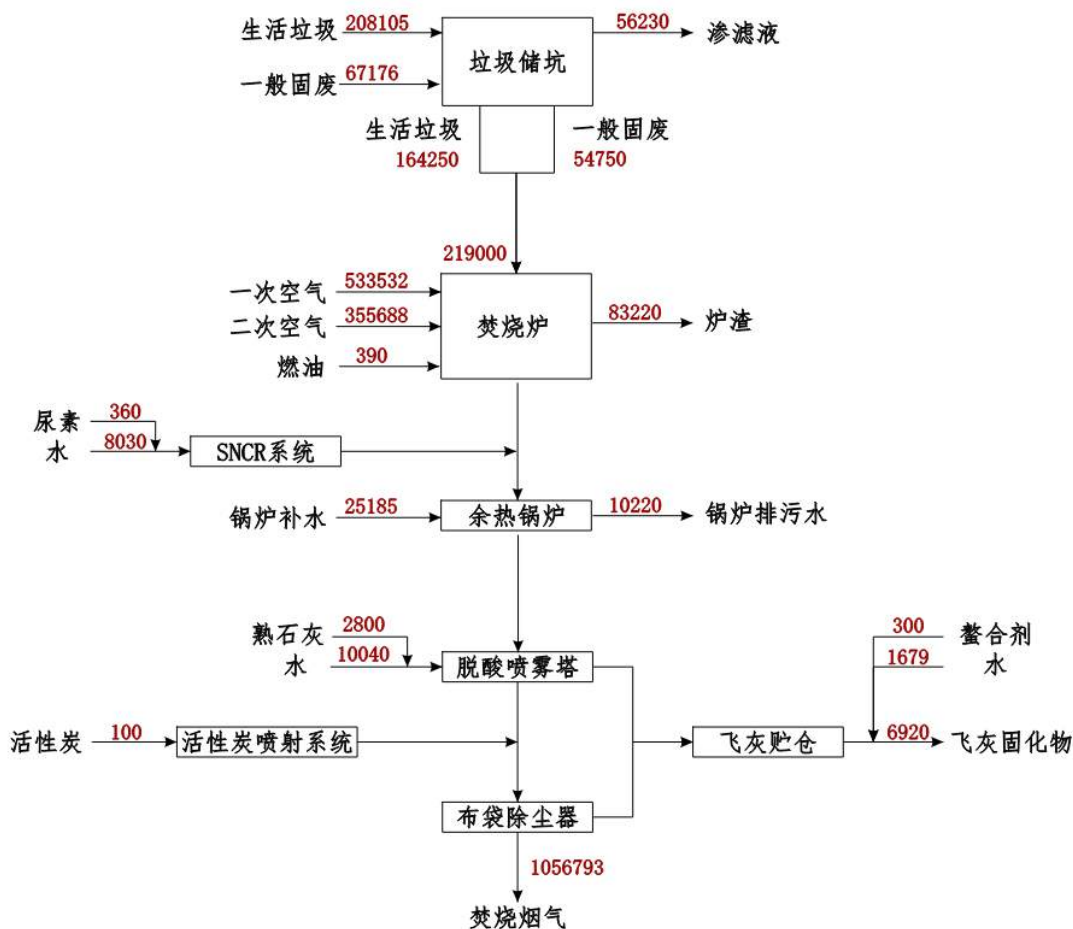 生活垃圾 208105
56230 渗滤液
垃圾储坑
一般固废 67176
生活垃圾
164250
一般固废
54750
219000
一次空气 533532
二次空气 355688
燃油 390
焚烧炉
83220 炉渣
尿素 360
水 8030
SNCR系统
锅炉补水 25185
余热锅炉
10220 锅炉排污水
熟石灰 2800
水 10040
脱酸喷雾塔
300 螯合剂
1679 水
活性炭 100
活性炭喷射系统
飞灰贮仓
6920 飞灰固化物
布袋除尘器
1056793
焚烧烟气